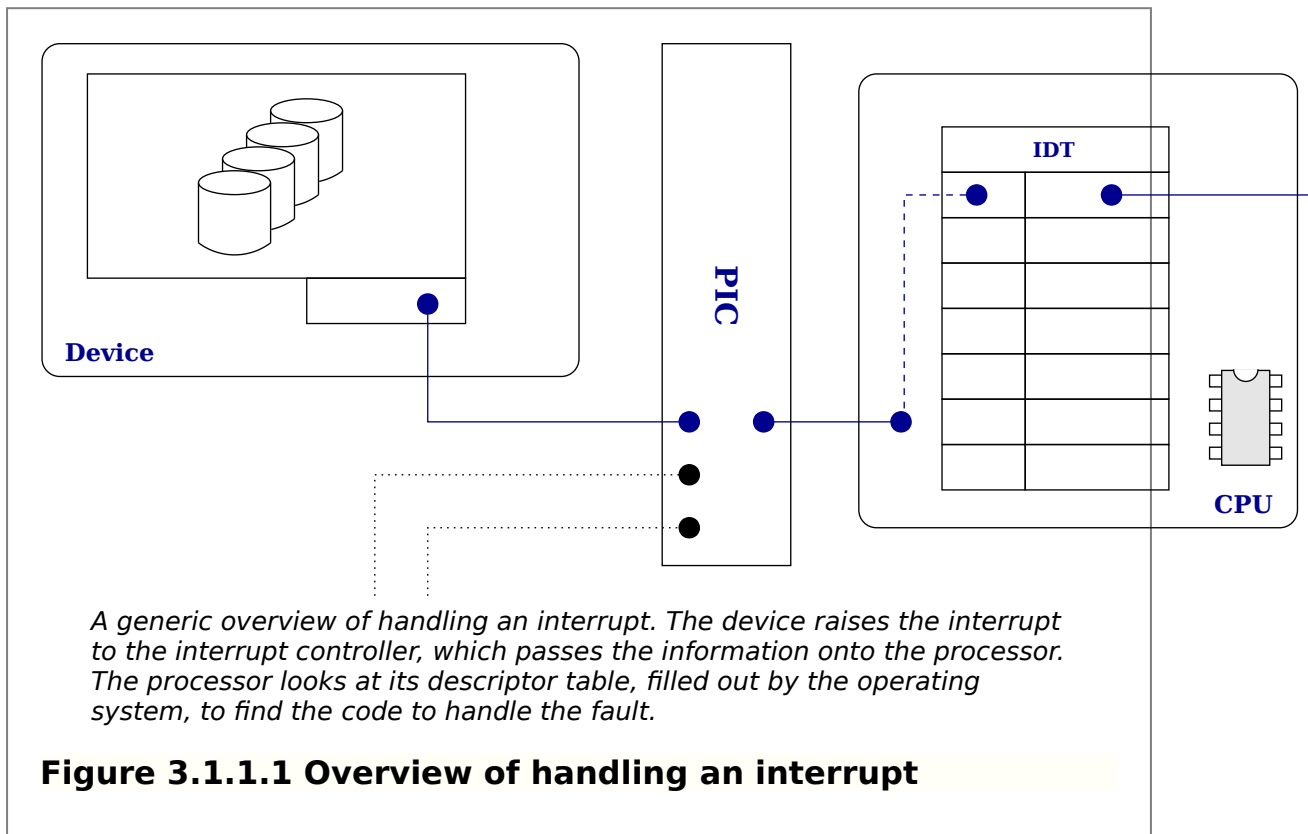 IDT
PIC
Device
CPU
A generic overview of handling an interrupt. The device raises the interrupt
to the interrupt controller, which passes the information onto the processor.
The processor looks at its descriptor table, filled out by the operating
system, to find the code to handle the fault.
Figure 3.1.1.1 Overview of handling an interrupt